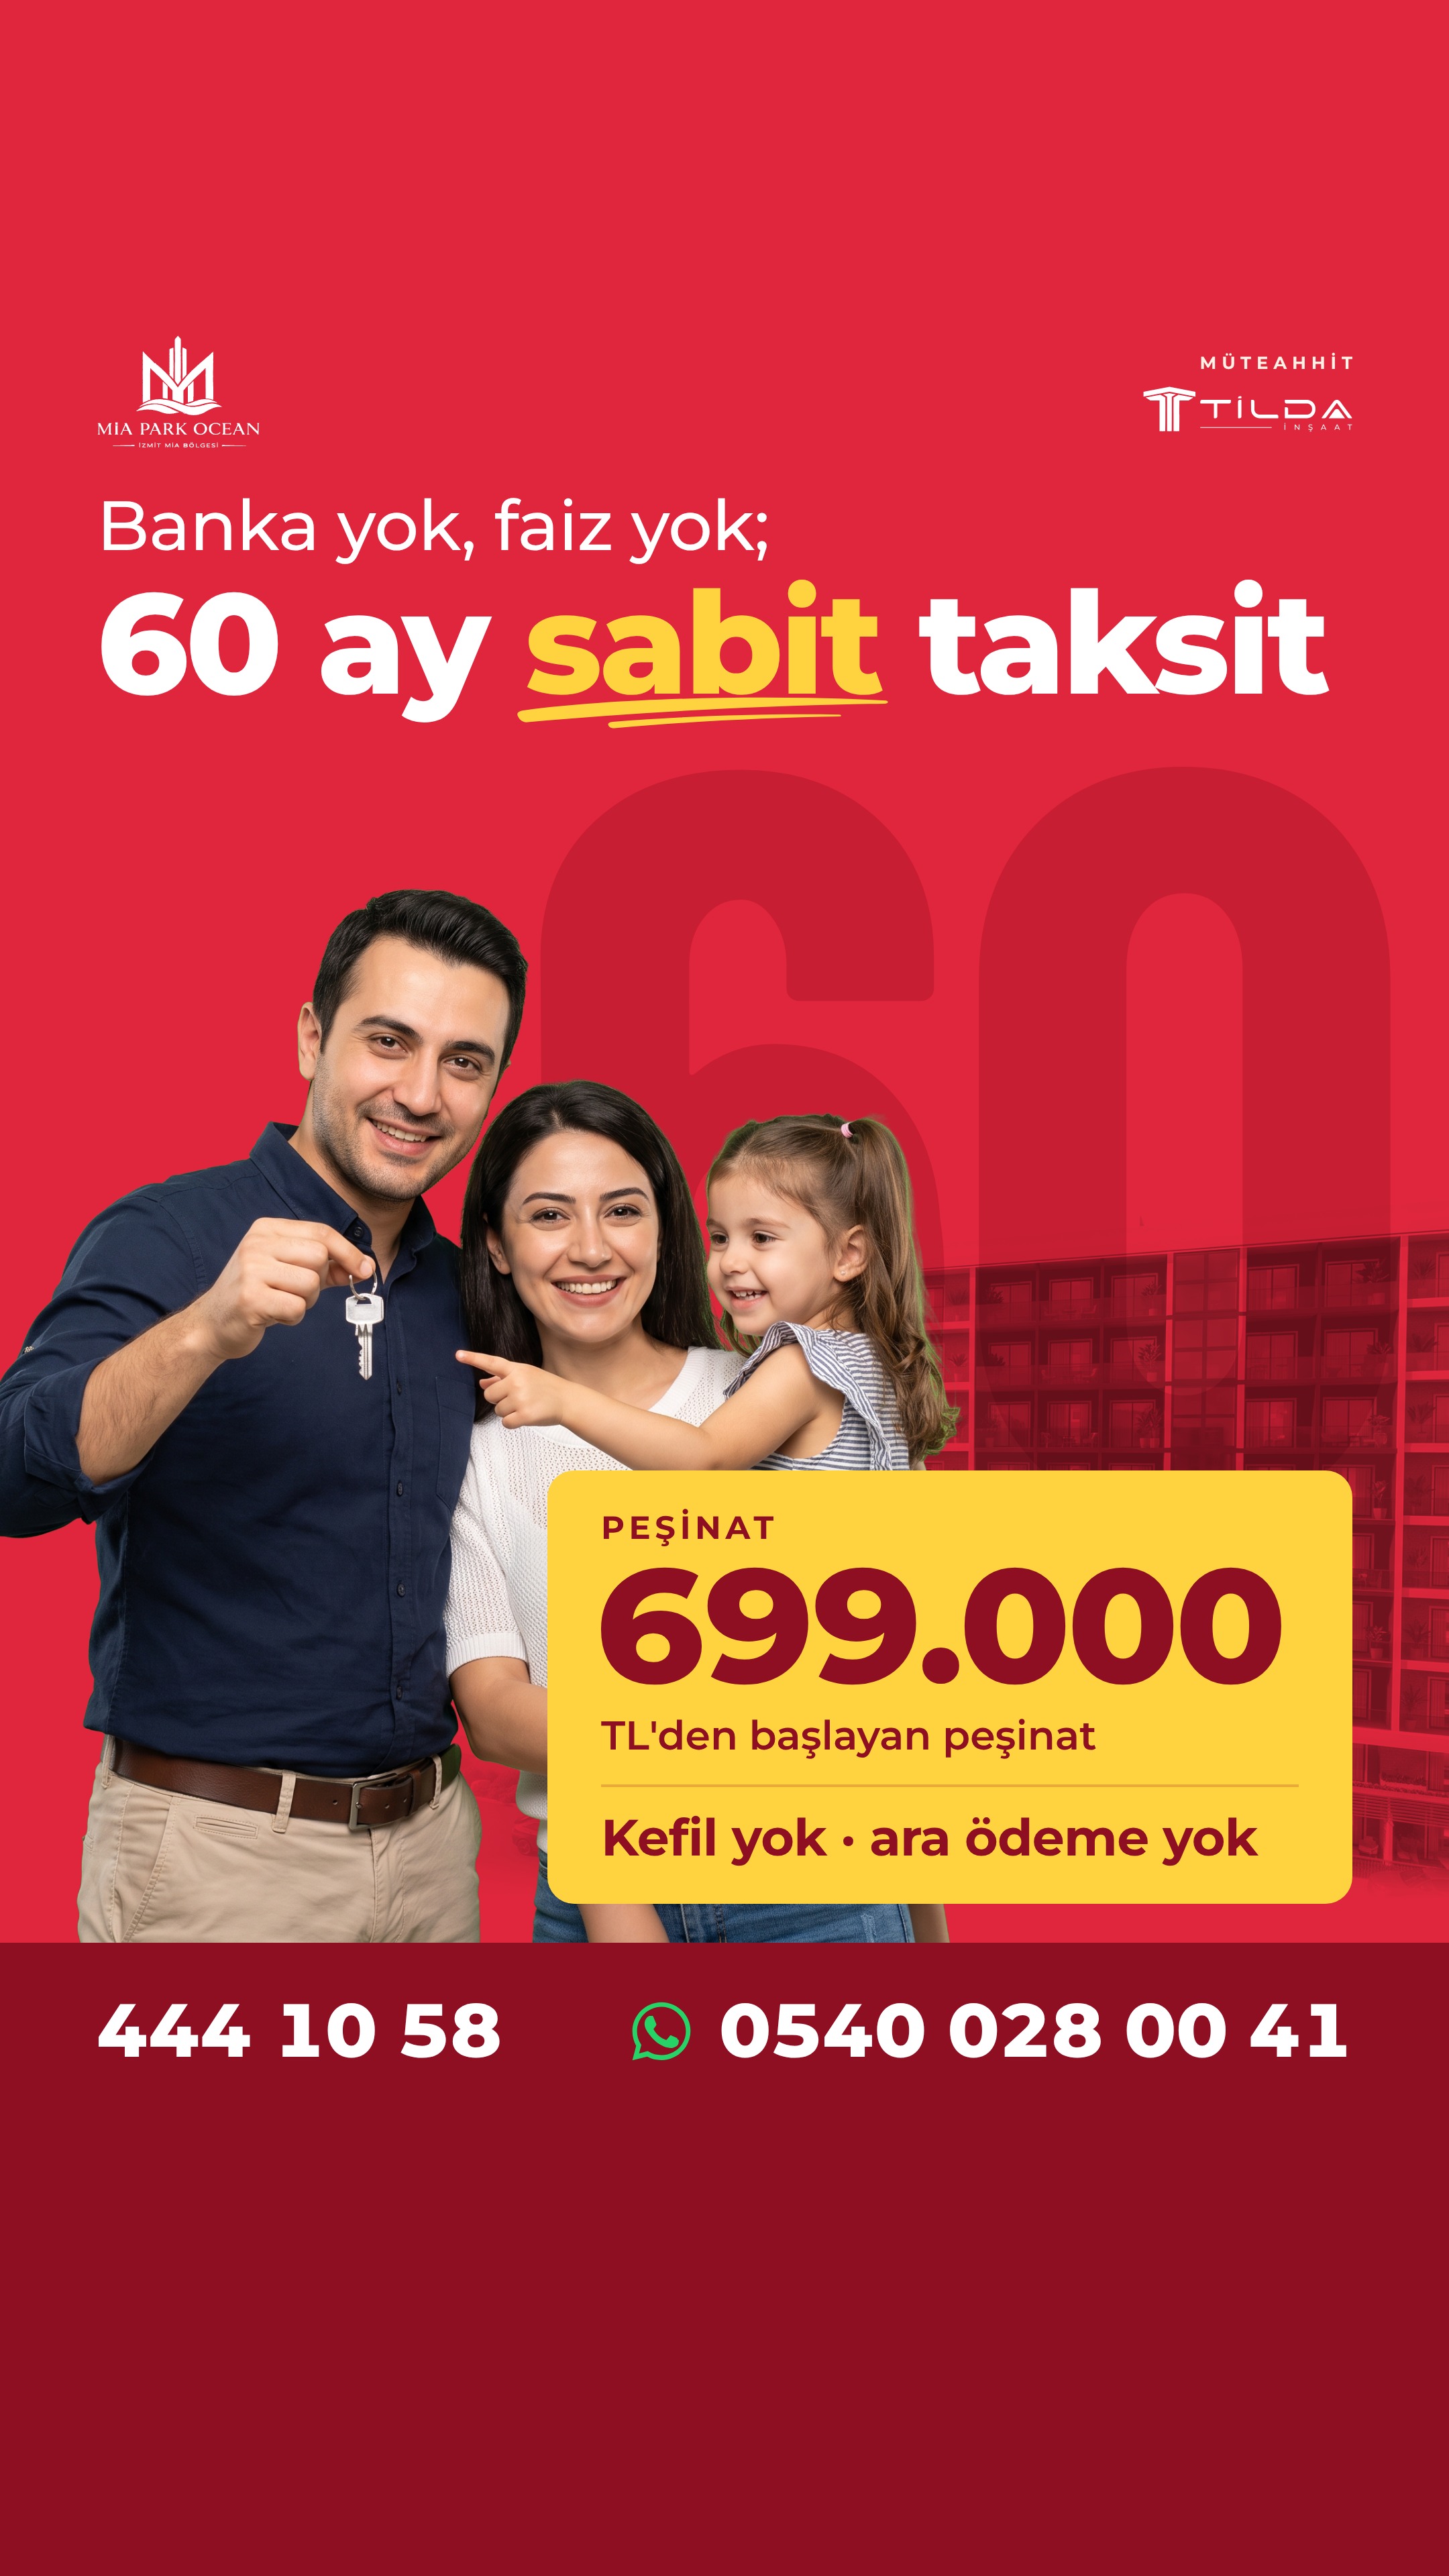 MİA PARK OCEAN
İZMİT MİA BÖLGESİ
MÜTEAHHİT
TİLDA
İNŞAAT
Banka yok, faiz yok;
60 ay sabit taksit
60
PEŞİNAT
699.000
TL'den başlayan peşinat
Kefil yok · ara ödeme yok
444 10 58
0540 028 00 41